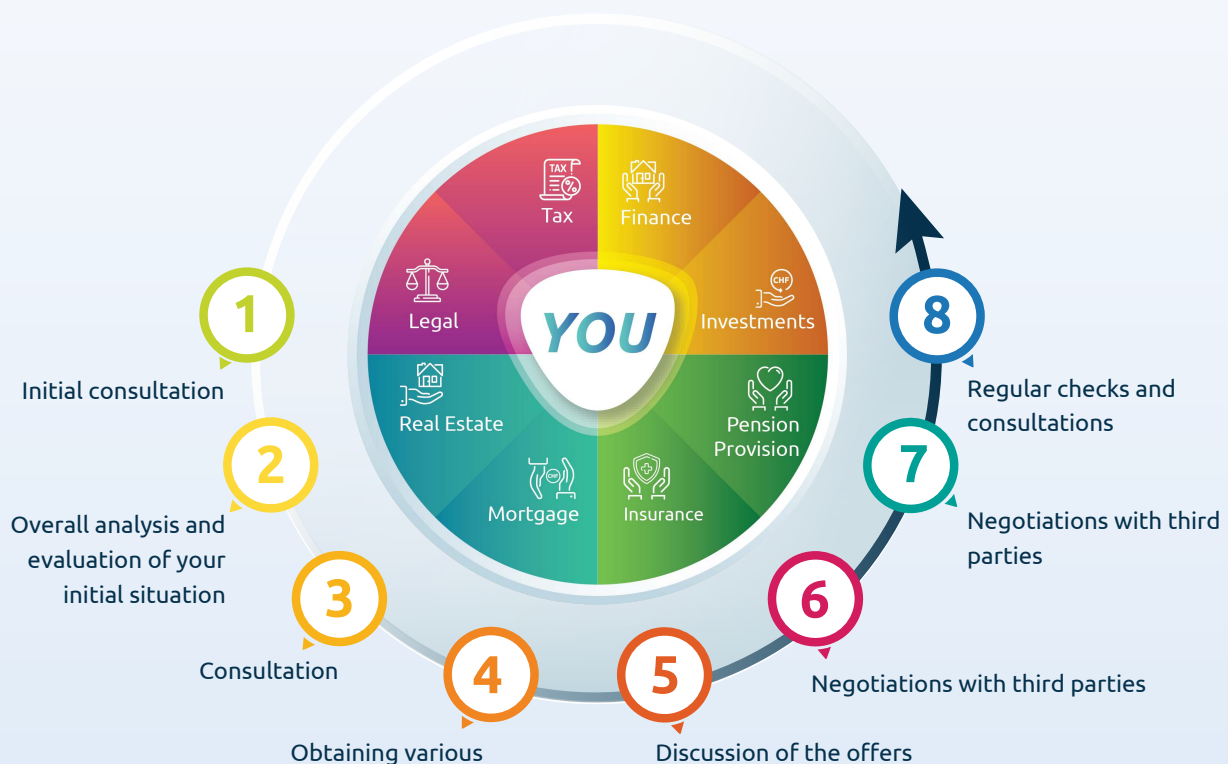 TAX
%
Tax
Finance
CHF
Legal
Investments
YOU
Real Estate
Pension
Provision
CHF
Mortgage
Insurance
1
Initial consultation
2
Overall analysis and
evaluation of your
initial situation
3
Consultation
4
Obtaining various
5
Discussion of the offers
6
Negotiations with third parties
7
Negotiations with third
parties
8
Regular checks and
consultations